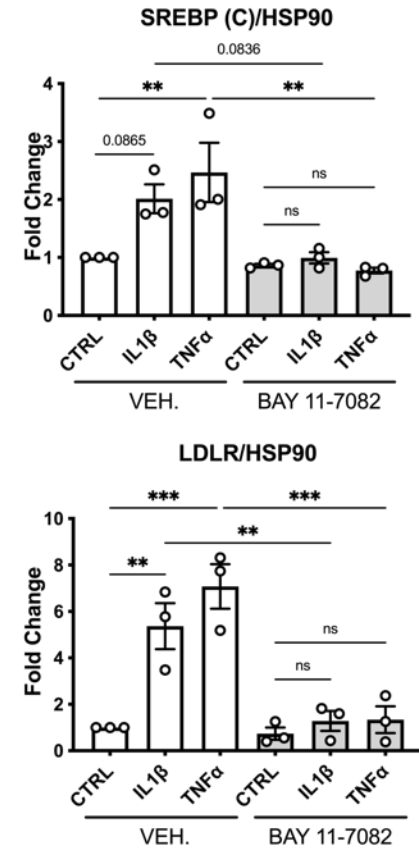 SREBP (C)/HSP90
0.0836
** **
0.0865
ns
ns
Fold Change
4
3
2
1
0
CTRL IL1β TNFα CTRL IL1β TNFα
VEH. BAY 11-7082
LDLR/HSP90
*** ***
**
**
ns
ns
Fold Change
10
8
6
4
2
0
CTRL IL1β TNFα CTRL IL1β TNFα
VEH. BAY 11-7082